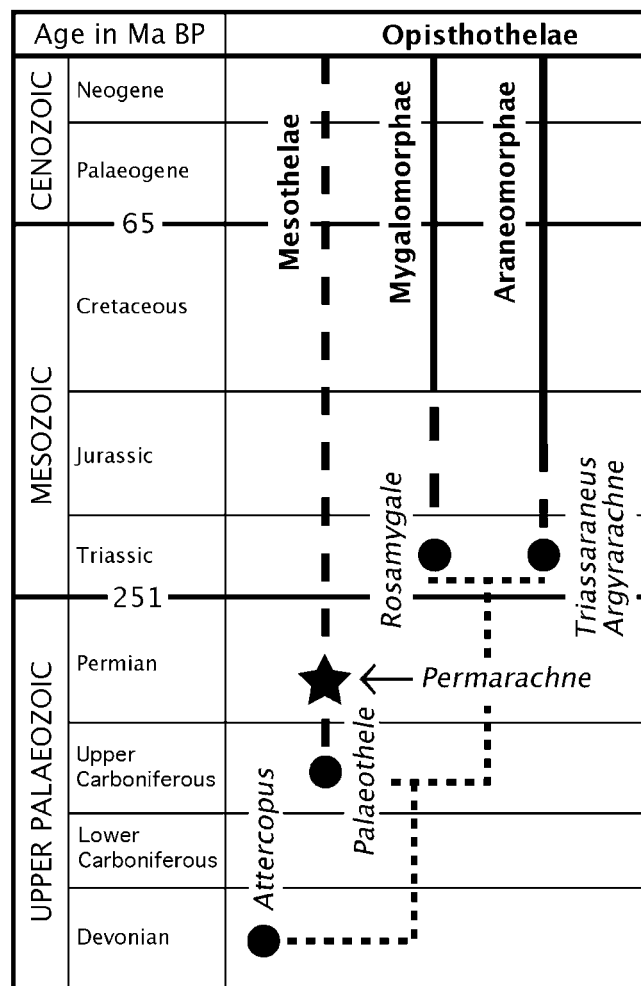 Age in Ma BP
Opisthothelae
CENOZOIC
Neogene
Palaeogene
Mesothelae
Mygalomorphae
Araneomorphae
65
MESOZOIC
Cretaceous
Jurassic
Triassic
Rosamygale
Triassaraneus
Argyrarachne
251
UPPER PALAEOZOIC
Permian
Permarachne
Upper
Carboniferous
Palaeothele
Lower
Carboniferous
Attercopus
Devonian